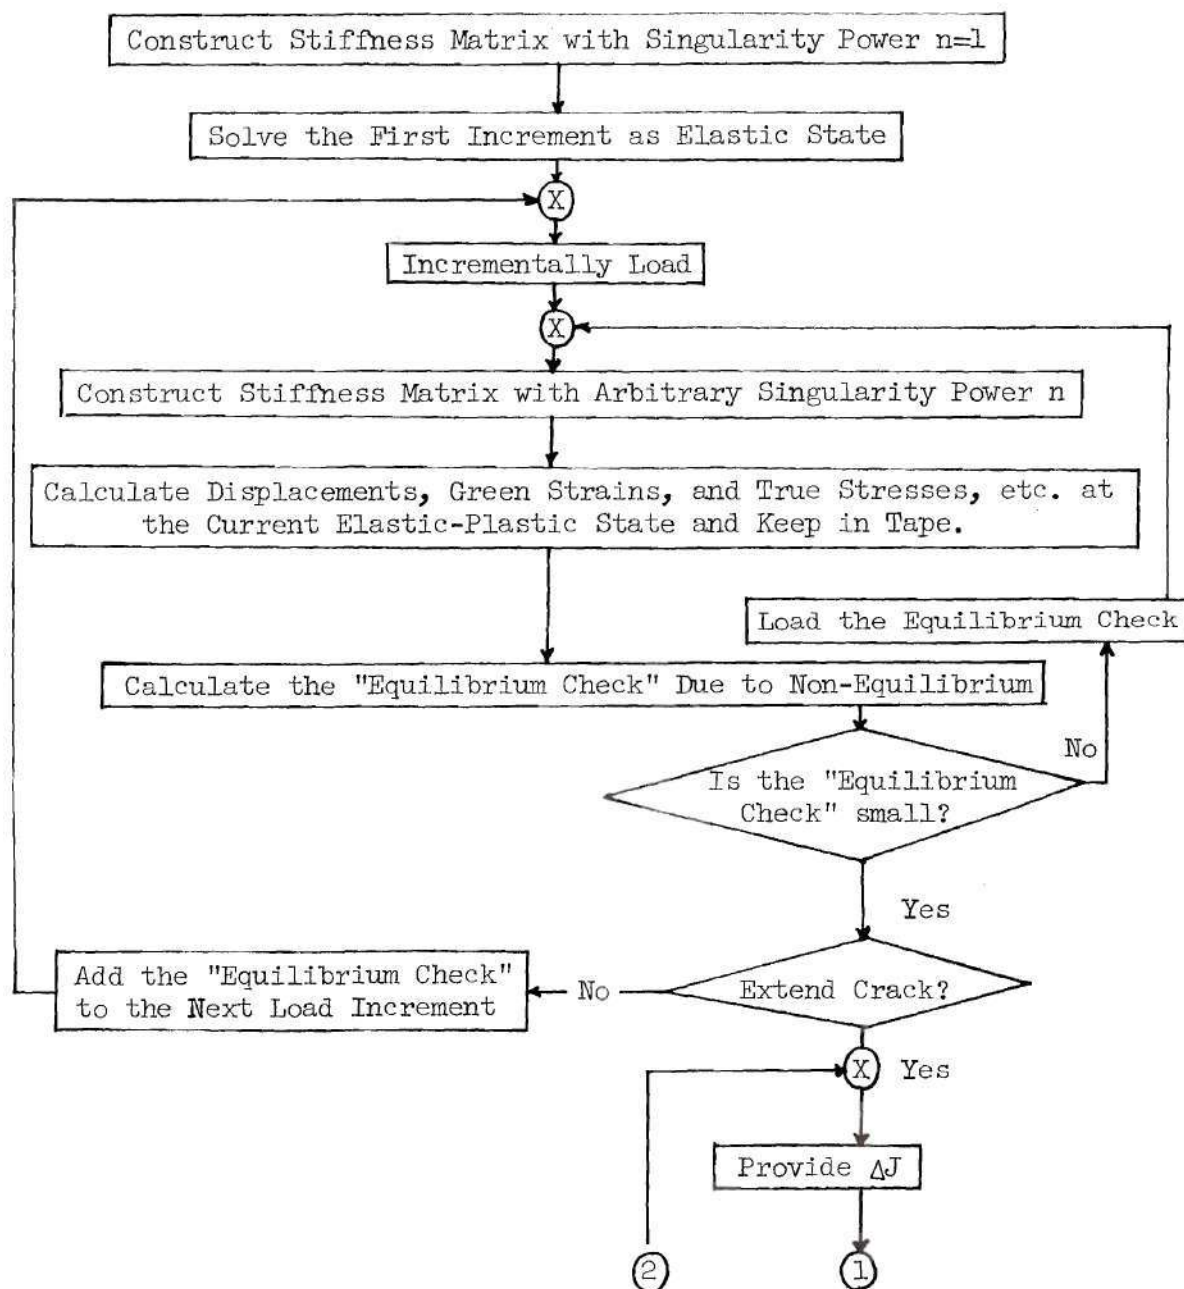 Construct Stiffness Matrix with Singularity Power n=1
Solve the First Increment as Elastic State
X
Incrementally Load
X
Construct Stiffness Matrix with Arbitrary Singularity Power n
Calculate Displacements, Green Strains, and True Stresses, etc. at
the Current Elastic-Plastic State and Keep in Tape.
Load the Equilibrium Check
Calculate the "Equilibrium Check" Due to Non-Equilibrium
No
Is the "Equilibrium
Check" small?
Yes
Add the "Equilibrium Check"
to the Next Load Increment
No
Extend Crack?
X
Yes
Provide ΔJ
2
1